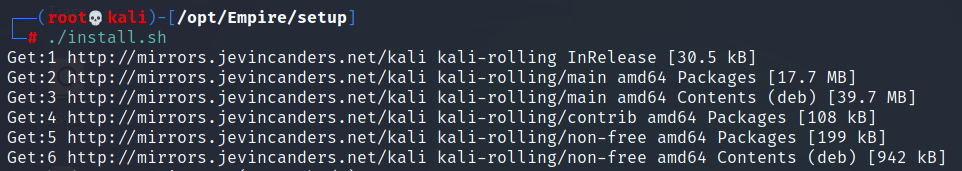 ┌──(root💀kali)-[/opt/Empire/setup]
└─# ./install.sh
Get:1 http://mirrors.jevincanders.net/kali kali-rolling InRelease [30.5 kB]
Get:2 http://mirrors.jevincanders.net/kali kali-rolling/main amd64 Packages [17.7 MB]
Get:3 http://mirrors.jevincanders.net/kali kali-rolling/main amd64 Contents (deb) [39.7 MB]
Get:4 http://mirrors.jevincanders.net/kali kali-rolling/contrib amd64 Packages [108 kB]
Get:5 http://mirrors.jevincanders.net/kali kali-rolling/non-free amd64 Packages [199 kB]
Get:6 http://mirrors.jevincanders.net/kali kali-rolling/non-free amd64 Contents (deb) [942 kB]